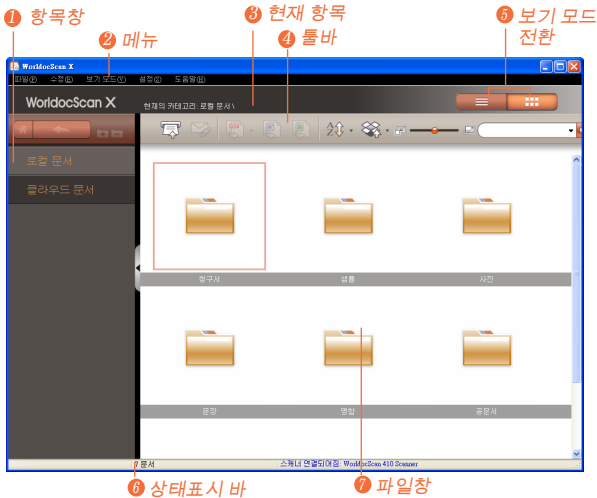 1 항목창
2 메뉴
3 현재 항목
4 툴바
5 보기 모드
전환
WorldocScan X
파일(F) 수정(E) 보기 모드(V) 설정(O) 도움말(H)
WorldocScan X
현재의 카테고리: 로컬 문서 \
로컬 문서
클라우드 문서
청구서 샘플 사진
문장 명함 공문서
문서
스캐너 연결되어짐: WorldocScan 410 Scanner
6 상태표시 바
7 파일창